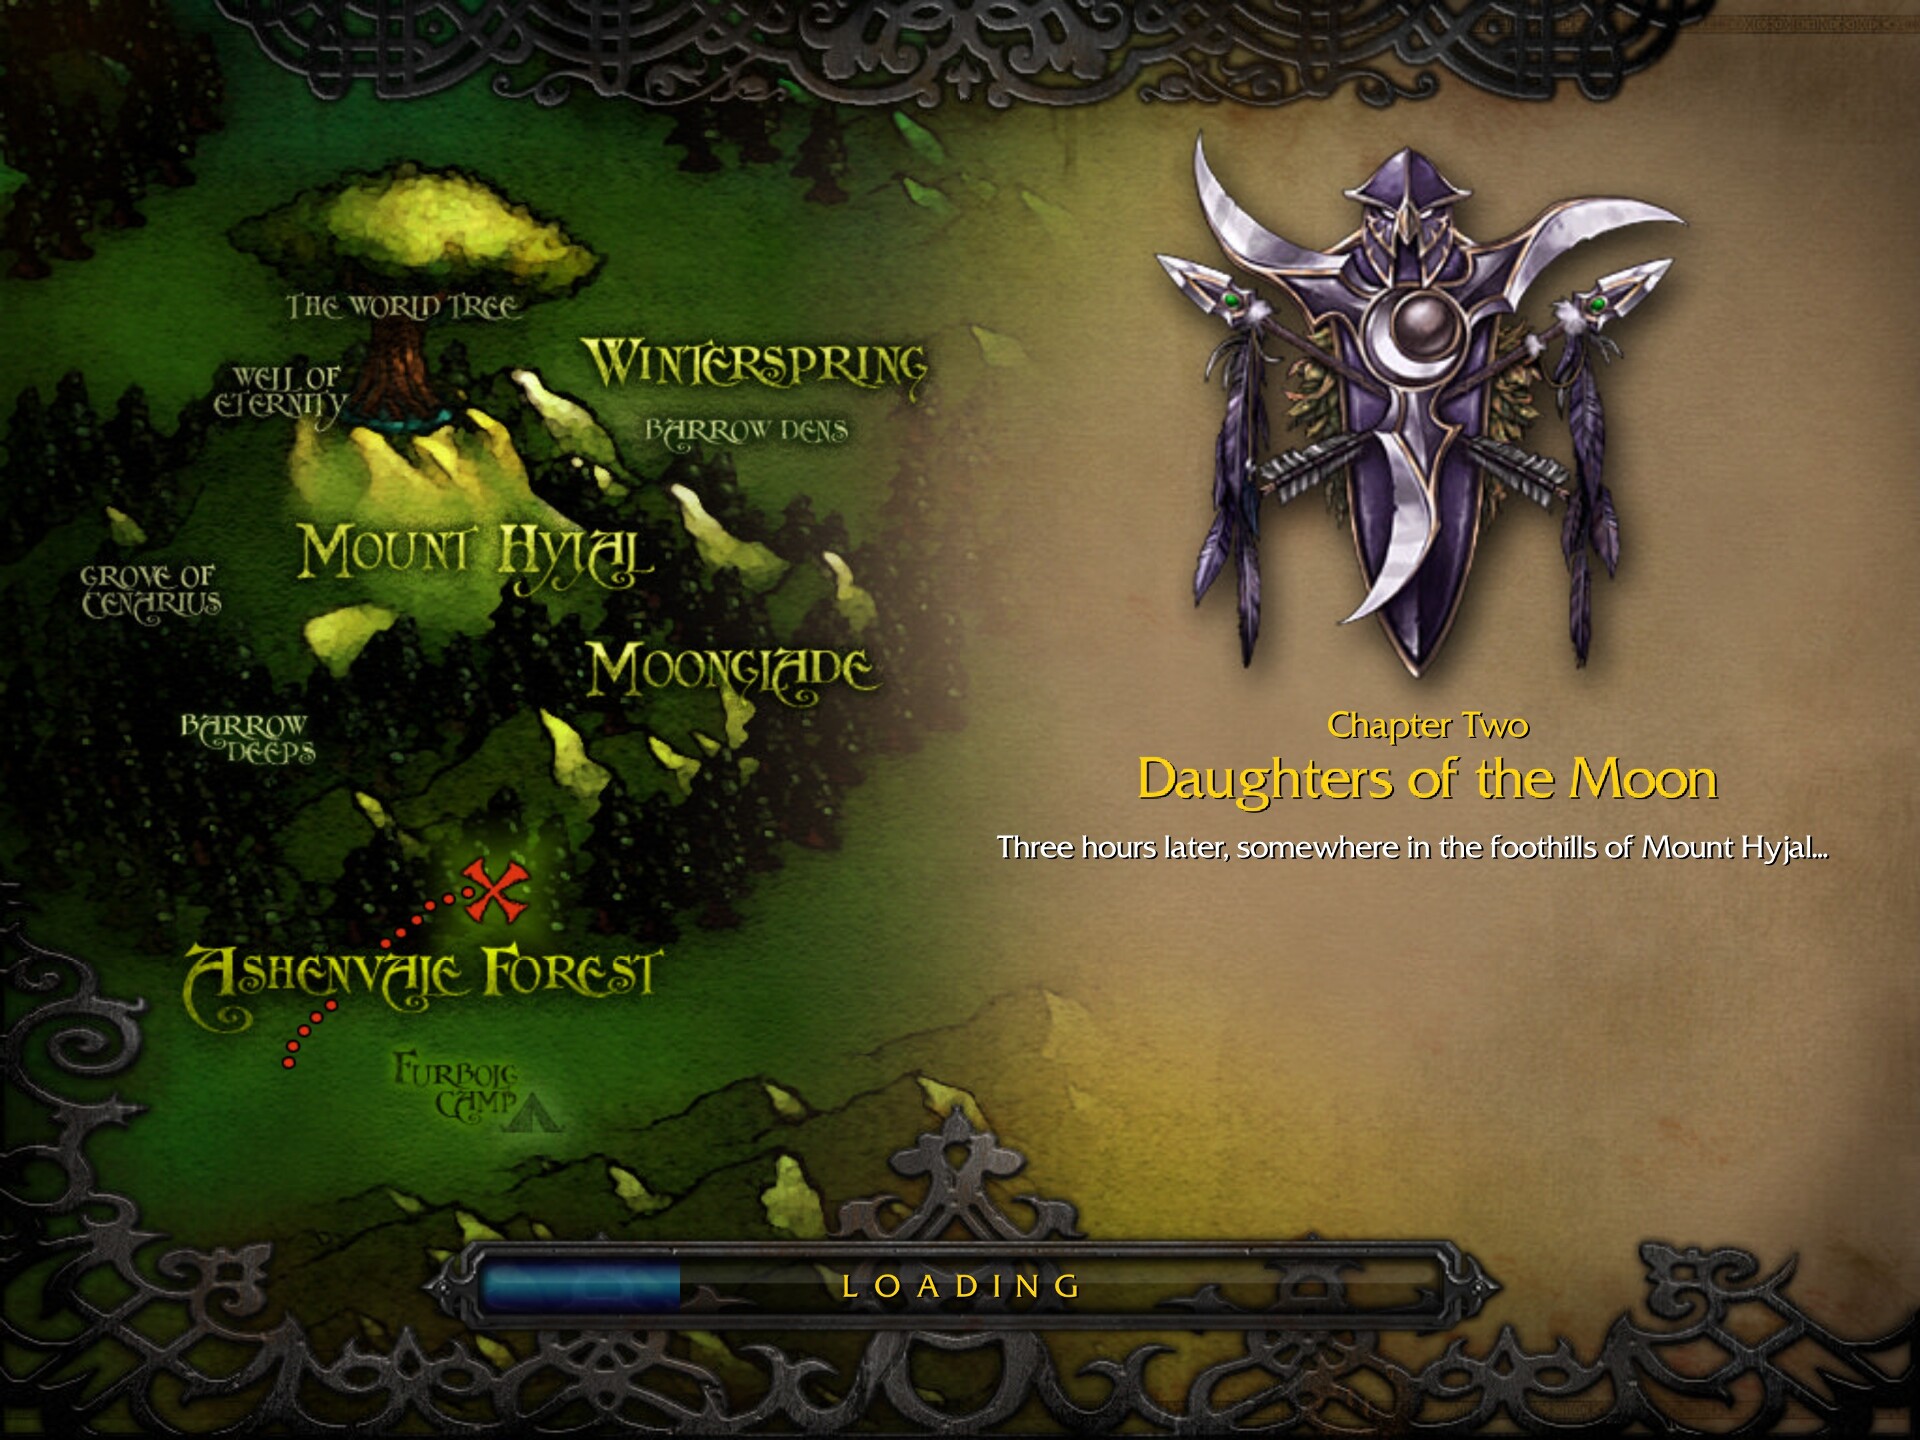 THE WORLD TREE
WELL OF
ETERNITY
WINTERSPRING
BARROW DENS
MOUNT HYJAL
GROVE OF
CENARIUS
MOONGLADE
BARROW
DEEPS
ASHENVALE FOREST
FURBOLG
CAMP
Chapter Two
Daughters of the Moon
Three hours later, somewhere in the foothills of Mount Hyjal...
LOADING